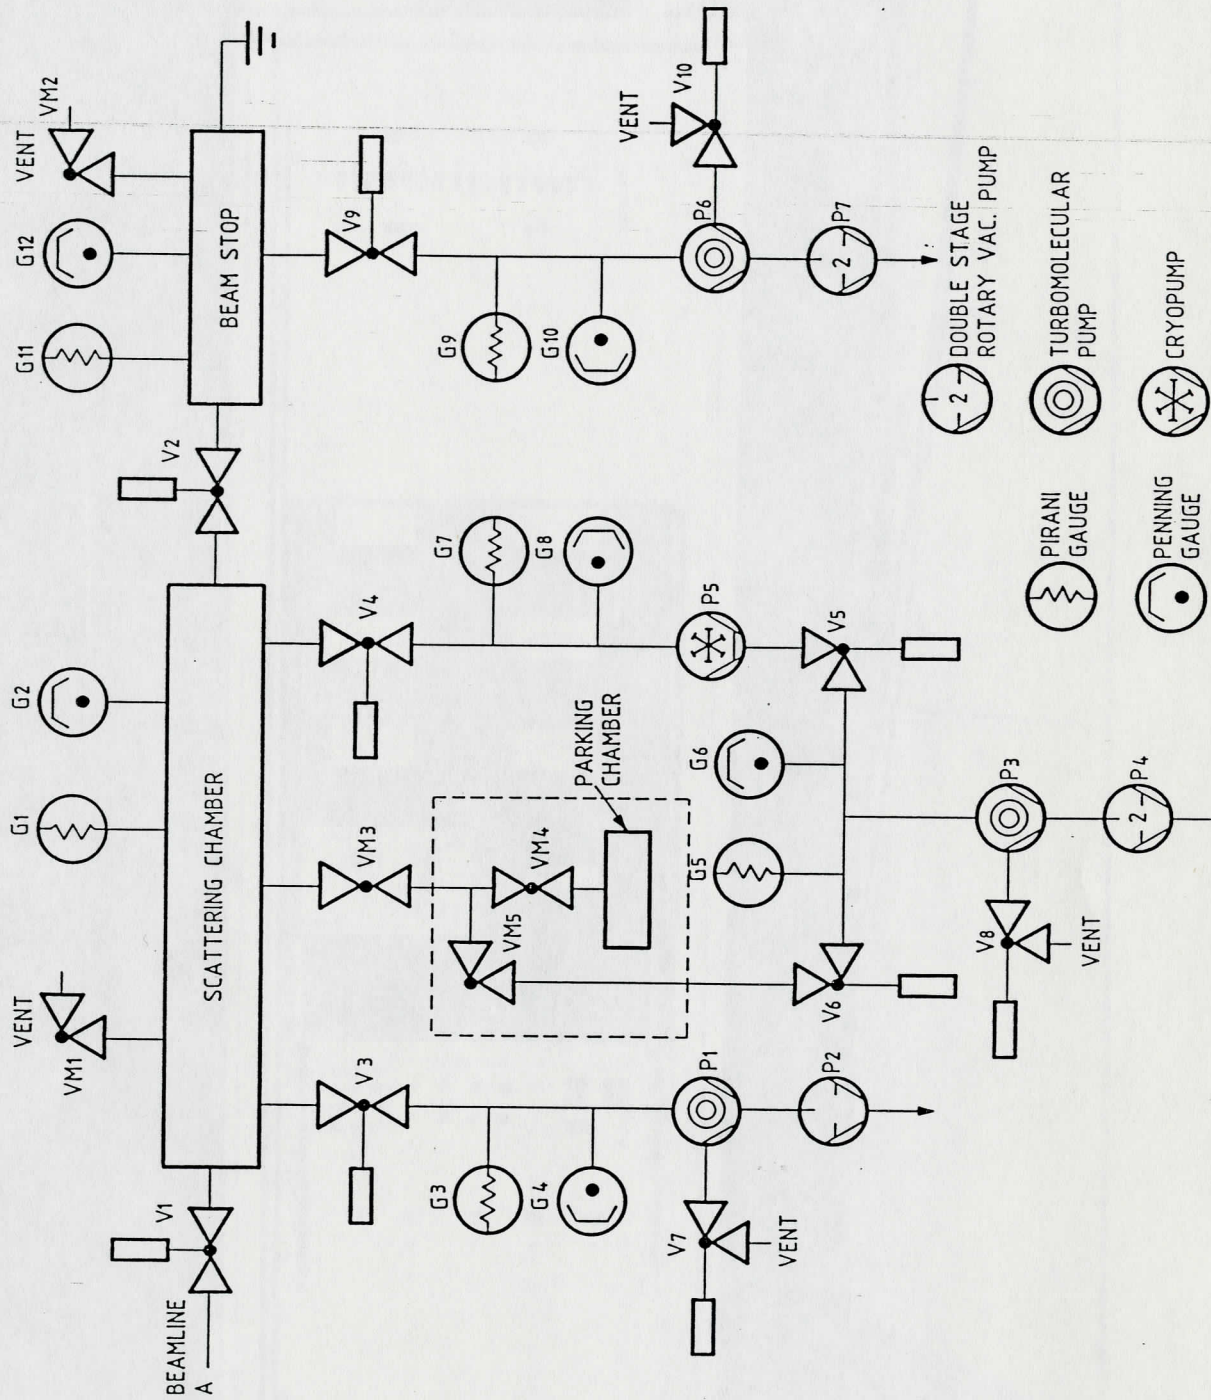 BEAMLINE
A
V1
VENT
VM1
G1
G2
SCATTERING CHAMBER
V2
G11
G12
VENT
VM2
BEAM STOP
V3
VM3
V4
V9
G3
G4
VM5
VM4
PARKING
CHAMBER
G7
G8
G9
G10
VENT
V10
V7
VENT
P1
P2
V6
G5
G6
P5
V5
P6
P7
V8
VENT
P3
P4
2
2
PIRANI
GAUGE
PENNING
GAUGE
2
DOUBLE STAGE
ROTARY VAC. PUMP
TURBOMOLECULAR
PUMP
CRYOPUMP